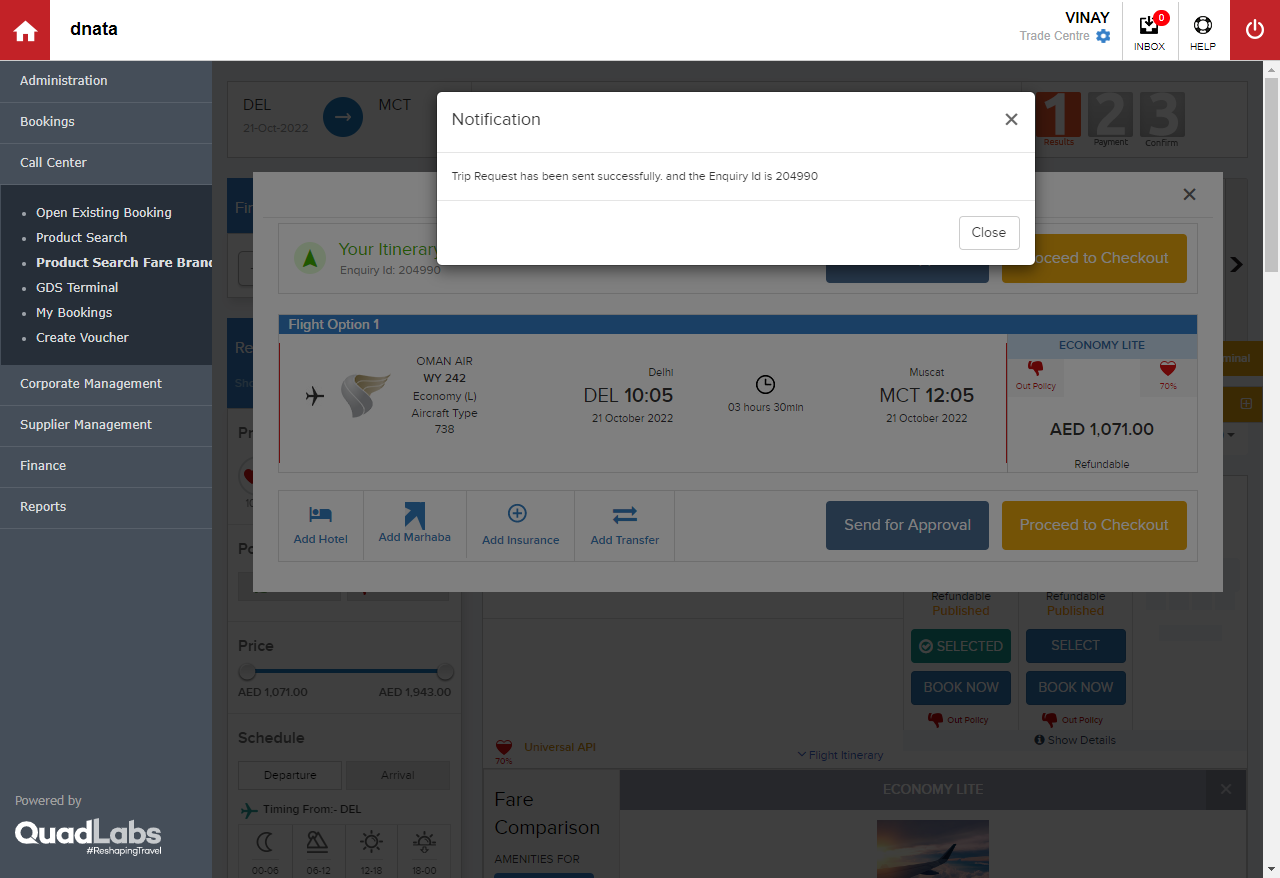 dnata
VINAY
Trade Centre
0
INBOX
HELP
Administration
Bookings
Call Center
Open Existing Booking
Product Search
Product Search Fare Bran
GDS Terminal
My Bookings
Create Voucher
Corporate Management
Supplier Management
Finance
Reports
Powered by
QuadLabs
#ReshapingTravel
DEL
MCT
21-Oct-2022
1 2 3
Results Payment Confirm
Notification
Trip Request has been sent successfully. and the Enquiry Id is 204990
Close
Your Itinerary
Enquiry Id: 204990
oceed to Checkout
Flight Option 1
OMAN AIR
WY 242
Economy (L)
Aircraft Type
738
Delhi
DEL 10:05
21 October 2022
03 hours 30min
Muscat
MCT 12:05
21 October 2022
ECONOMY LITE
Out Policy
70%
AED 1,071.00
Refundable
Add Hotel
Add Marhaba
Add Insurance
Add Transfer
Send for Approval
Proceed to Checkout
Price
AED 1,071.00 AED 1,943.00
Schedule
Departure Arrival
Timing From:- DEL
00-06 06-12 12-18 18-00
Refundable Refundable
Published Published
SELECTED SELECT
BOOK NOW BOOK NOW
Out Policy Out Policy
Show Details
70%
Universal API
Flight Itinerary
Fare
Comparison
AMENITIES FOR
ECONOMY LITE